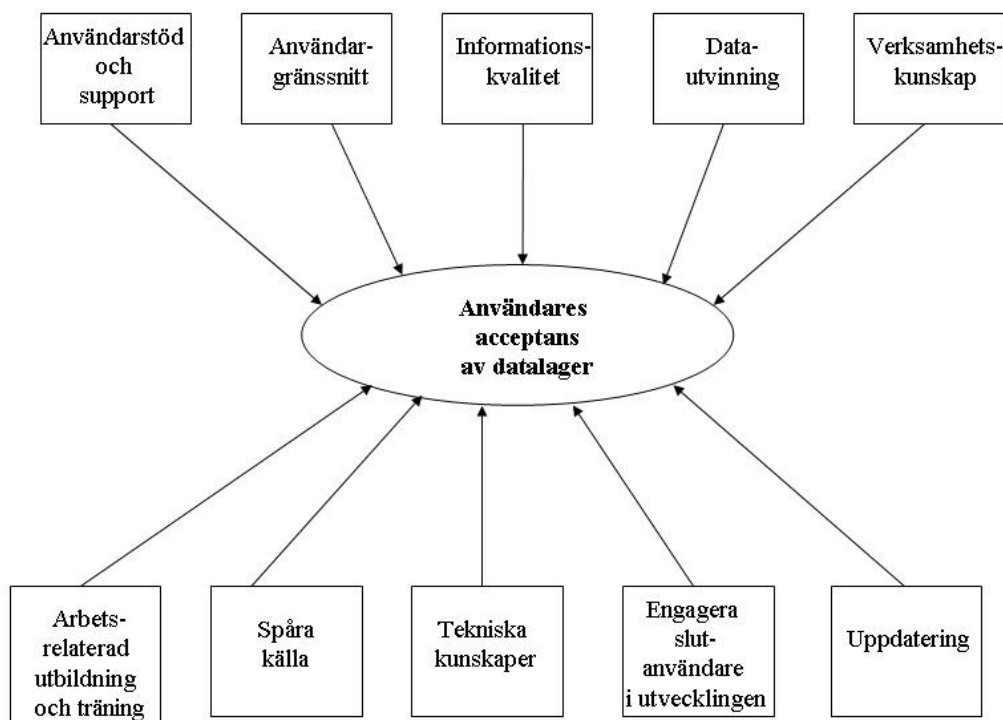 Användarstöd
och
support
Användar-
gränssnitt
Informations-
kvalitet
Data-
utvinning
Verksamhets-
kunskap
Användares
acceptans
av datalager
Arbets-
relaterad
utbildning
och träning
Spåra
källa
Tekniska
kunskaper
Engagera
slut-
användare
i utvecklingen
Uppdatering